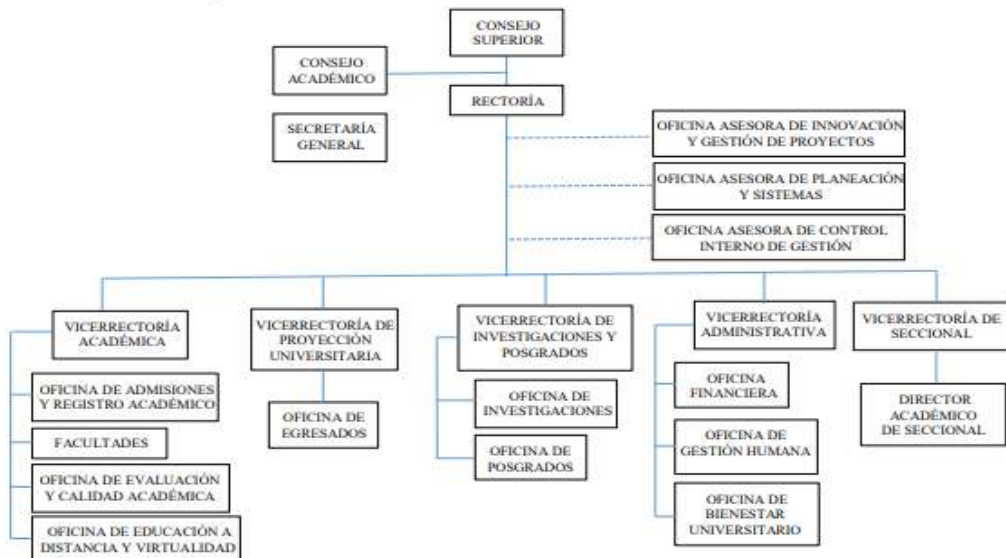 CONSEJO
SUPERIOR
CONSEJO
ACADÉMICO
RECTORÍA
SECRETARÍA
GENERAL
OFICINA ASESORA DE INNOVACIÓN
Y GESTIÓN DE PROYECTOS
OFICINA ASESORA DE PLANEACIÓN
Y SISTEMAS
OFICINA ASESORA DE CONTROL
INTERNO DE GESTIÓN
VICERRECTORÍA
ACADÉMICA
OFICINA DE ADMISIONES
Y REGISTRO ACADÉMICO
FACULTADES
OFICINA DE EVALUACIÓN
Y CALIDAD ACADÉMICA
OFICINA DE EDUCACIÓN A
DISTANCIA Y VIRTUALIDAD
VICERRECTORÍA DE
PROYECCIÓN
UNIVERSITARIA
OFICINA DE
EGRESADOS
VICERRECTORÍA DE
INVESTIGACIONES Y
POSGRADOS
OFICINA DE
INVESTIGACIONES
OFICINA DE
POSGRADOS
VICERRECTORÍA
ADMINISTRATIVA
OFICINA
FINANCIERA
OFICINA DE
GESTIÓN HUMANA
OFICINA DE
BIENESTAR
UNIVERSITARIO
VICERRECTORÍA DE
SECCIONAL
DIRECTOR
ACADÉMICO
DE SECCIONAL